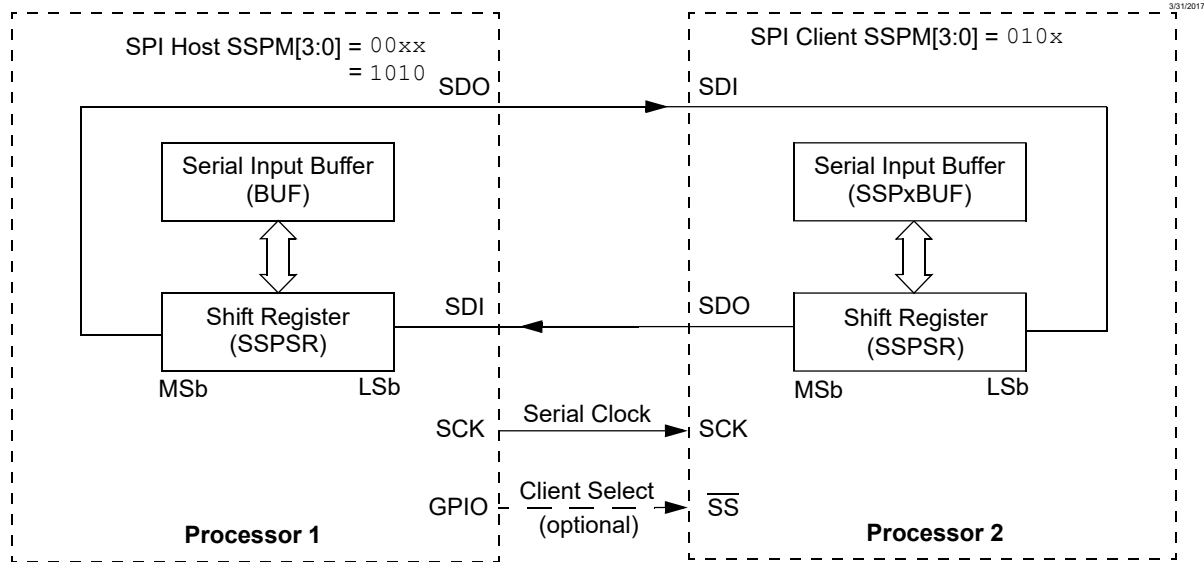 3/31/2017
SPI Host SSPM[3:0] = 00xx
= 1010
SPI Client SSPM[3:0] = 010x
SDO
SDI
Serial Input Buffer
(BUF)
Serial Input Buffer
(SSPxBUF)
SDI
SDO
Shift Register
(SSPSR)
Shift Register
(SSPSR)
MSb
LSb
MSb
LSb
SCK
Serial Clock
SCK
GPIO
Client Select
(optional)
SS
Processor 1
Processor 2